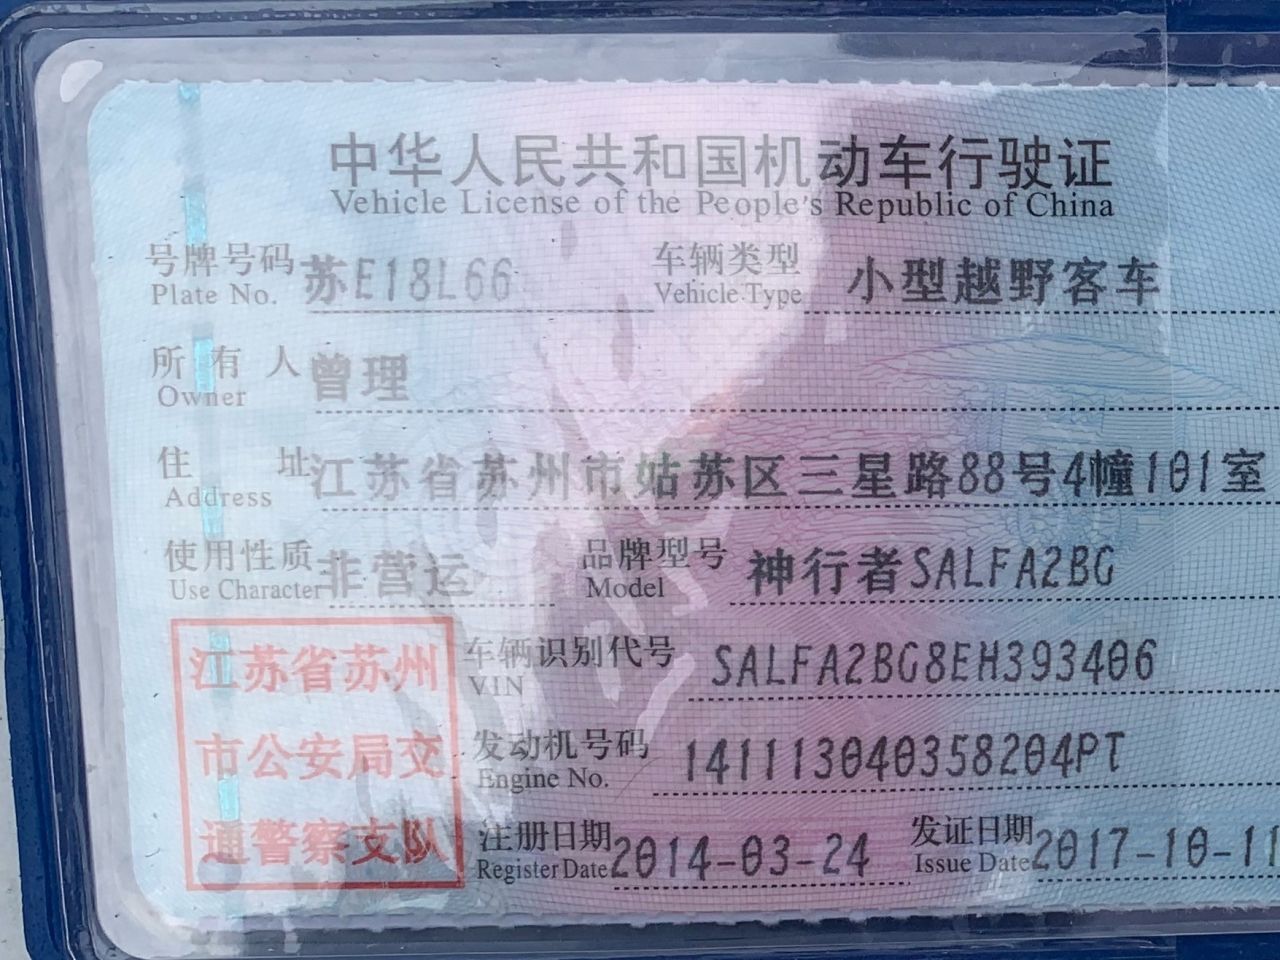 中华人民共和国机动车行驶证
Vehicle License of the People's Republic of China
号牌号码 苏E18L66 车辆类型 小型越野客车
Plate No. Vehicle Type
所有人 曾理
Owner
住址 江苏省苏州市姑苏区三星路88号4幢101室
Address
使用性质 非营运 品牌型号 神行者SALFA2BG
Use Character Model
江苏省苏州 车辆识别代号 SALFA2BG8EH393406
VIN
市公安局交 发动机号码 141113040358204PT
Engine No.
通警察支队 注册日期 2014-03-24 发证日期 2017-10-11
Register Date Issue Date